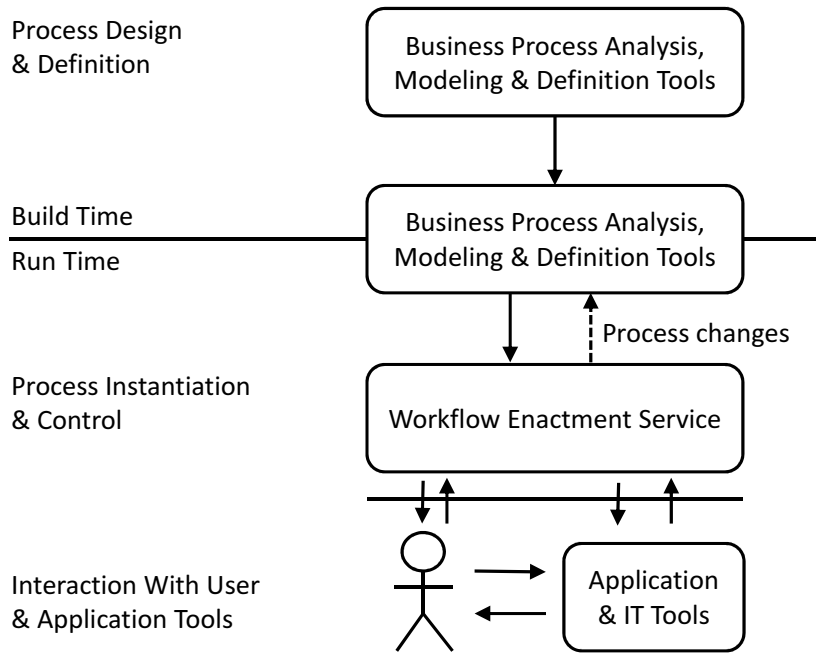 Process Design
& Definition
Business Process Analysis,
Modeling & Definition Tools
Build Time
Run Time
Business Process Analysis,
Modeling & Definition Tools
Process changes
Process Instantiation
& Control
Workflow Enactment Service
Interaction With User
& Application Tools
Application
& IT Tools